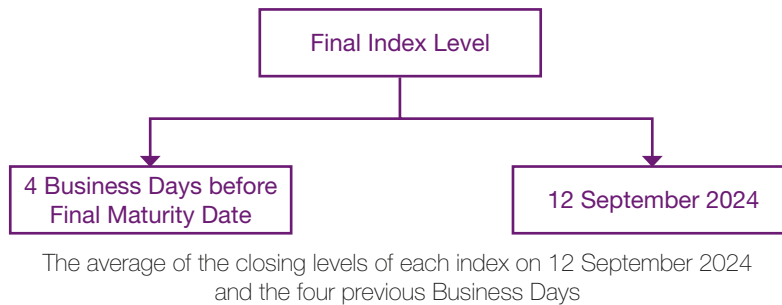 Final Index Level
4 Business Days before
Final Maturity Date
12 September 2024
The average of the closing levels of each index on 12 September 2024
and the four previous Business Days